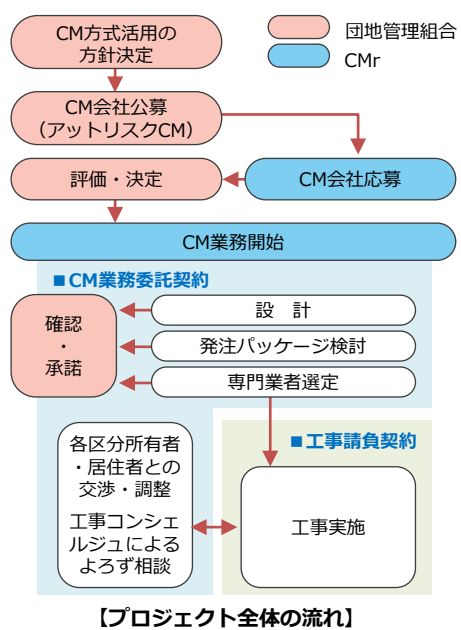 CM方式活用の
方針決定
団地管理組合
CMr
CM会社公募
（アットリスクCM）
評価・決定
CM会社応募
CM業務開始
■CM業務委託契約
確認
・
承諾
設　計
発注パッケージ検討
専門業者選定
各区分所有者
・居住者との
交渉・調整
工事コンシェ
ルジュによる
よろず相談
■工事請負契約
工事実施
【プロジェクト全体の流れ】